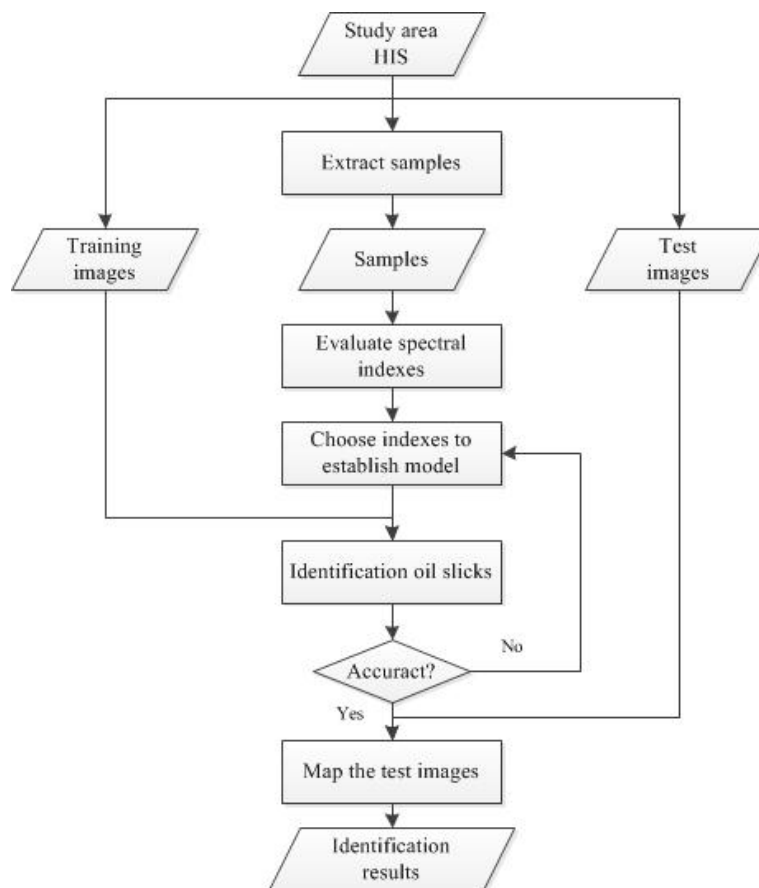 Study area
HIS
Extract samples
Training
images
Samples
Test
images
Evaluate spectral
indexes
Choose indexes to
establish model
Identification oil slicks
Accuract?
No
Yes
Map the test images
Identification
results